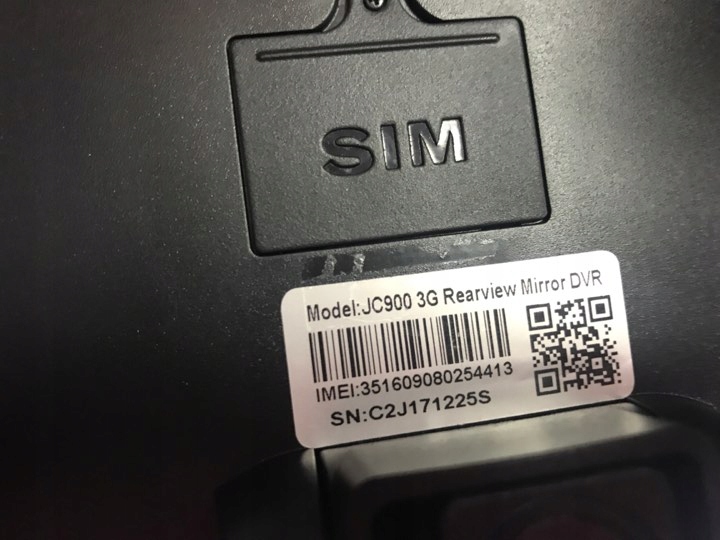 SIM
Model:JC900 3G Rearview Mirror DVR
IMEI:351609080254413
SN:C2J171225S